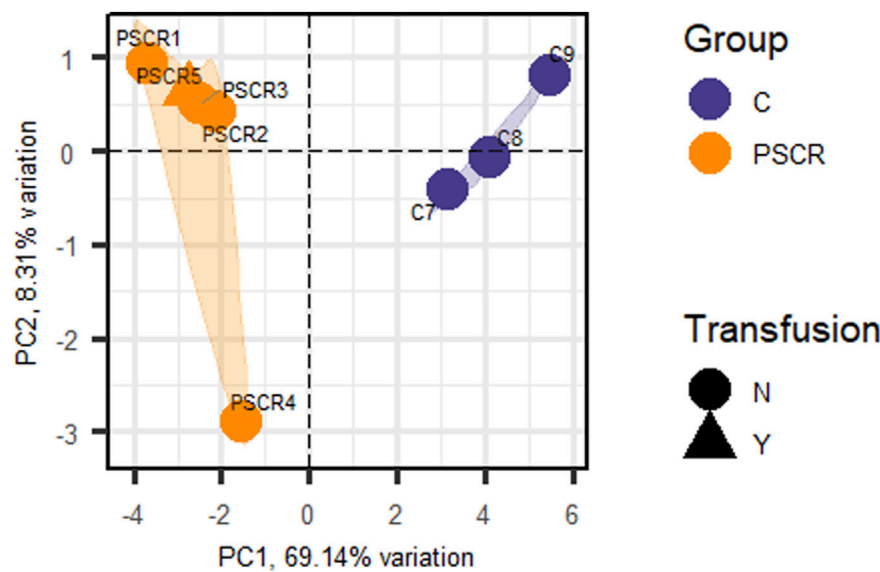 PSCR1
PSCR5
PSCR3
PSCR2
PSCR4
C9
C8
C7
1
0
-1
-2
-3
-4
-2
0
2
4
6
PC2, 8.31% variation
PC1, 69.14% variation
Group
C
PSCR
Transfusion
N
Y